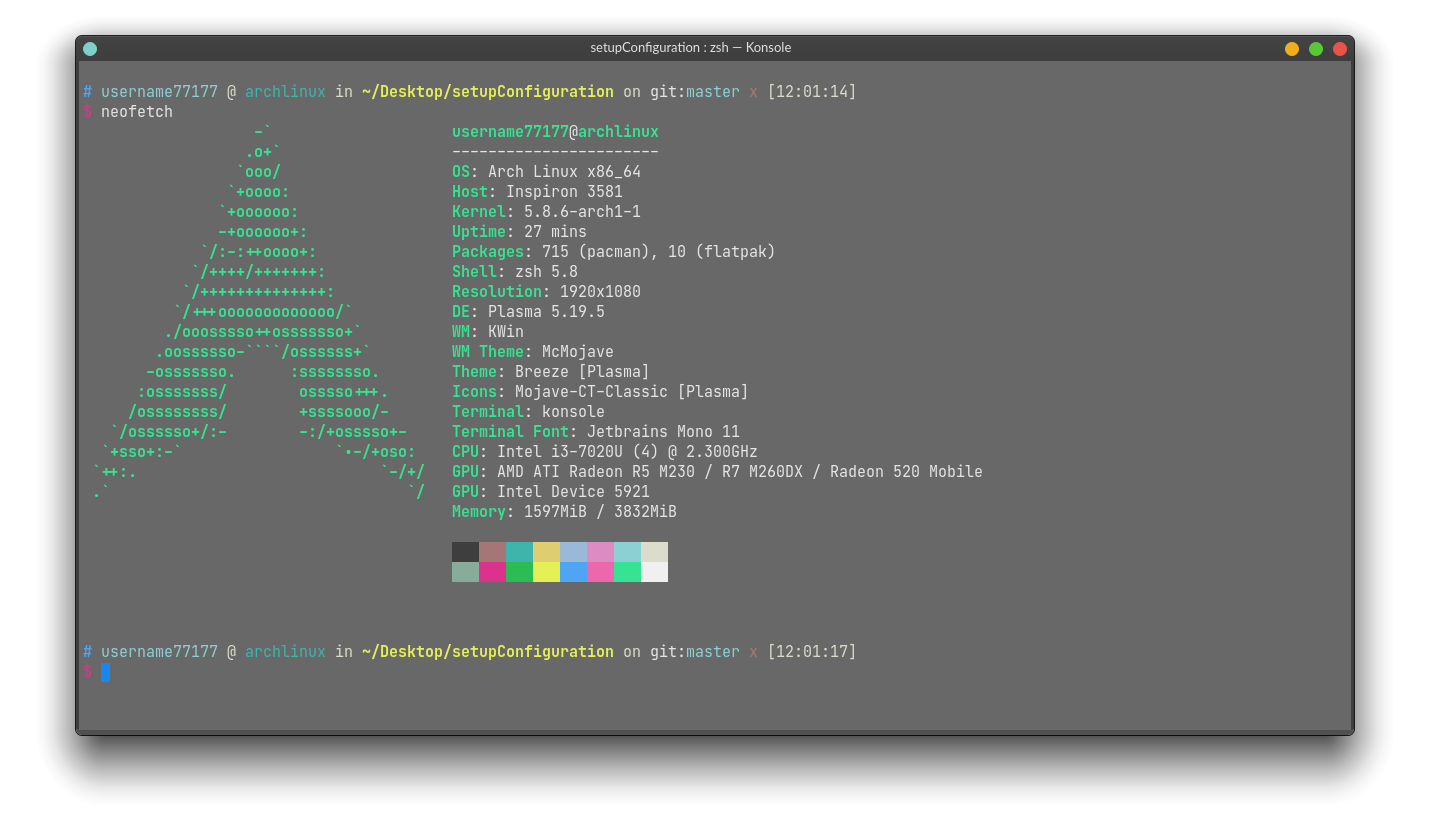 setupConfiguration : zsh — Konsole
# username77177 @ archlinux in ~/Desktop/setupConfiguration on git:master x [12:01:14]
$ neofetch
                   -`                    username77177@archlinux
                  .o+`                   -----------------------
                 `ooo/                   OS: Arch Linux x86_64
                `+oooo:                  Host: Inspiron 3581
               `+oooooo:                 Kernel: 5.8.6-arch1-1
               -+oooooo+:                Uptime: 27 mins
             `/:-:++oooo+:               Packages: 715 (pacman), 10 (flatpak)
            `/++++/+++++++:              Shell: zsh 5.8
           `/++++++++++++++:             Resolution: 1920x1080
          `/+++ooooooooooooo/`           DE: Plasma 5.19.5
         ./ooosssso++osssssso+`          WM: KWin
        .oossssso-````/ossssss+`         WM Theme: McMojave
       -osssssso.      :ssssssso.        Theme: Breeze [Plasma]
      :osssssss/        osssso+++.       Icons: Mojave-CT-Classic [Plasma]
     /ossssssss/        +ssssooo/-       Terminal: konsole
   `/ossssso+/:-        -:/+osssso+-     Terminal Font: Jetbrains Mono 11
  `+sso+:-`                 `.-/+oso:    CPU: Intel i3-7020U (4) @ 2.300GHz
 `++:.                           `-/+/   GPU: AMD ATI Radeon R5 M230 / R7 M260DX / Radeon 520 Mobile
 .`                                 `/   GPU: Intel Device 5921
                                         Memory: 1597MiB / 3832MiB
# username77177 @ archlinux in ~/Desktop/setupConfiguration on git:master x [12:01:17]
$